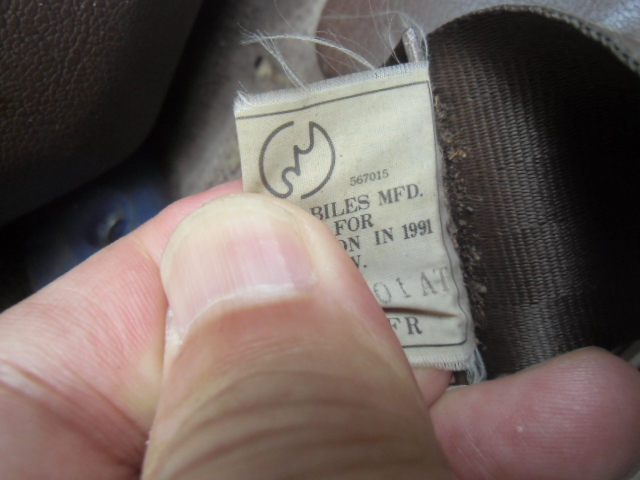 567015
BILES MFD.
FOR
ON IN 1991
W.
01 AT
FR